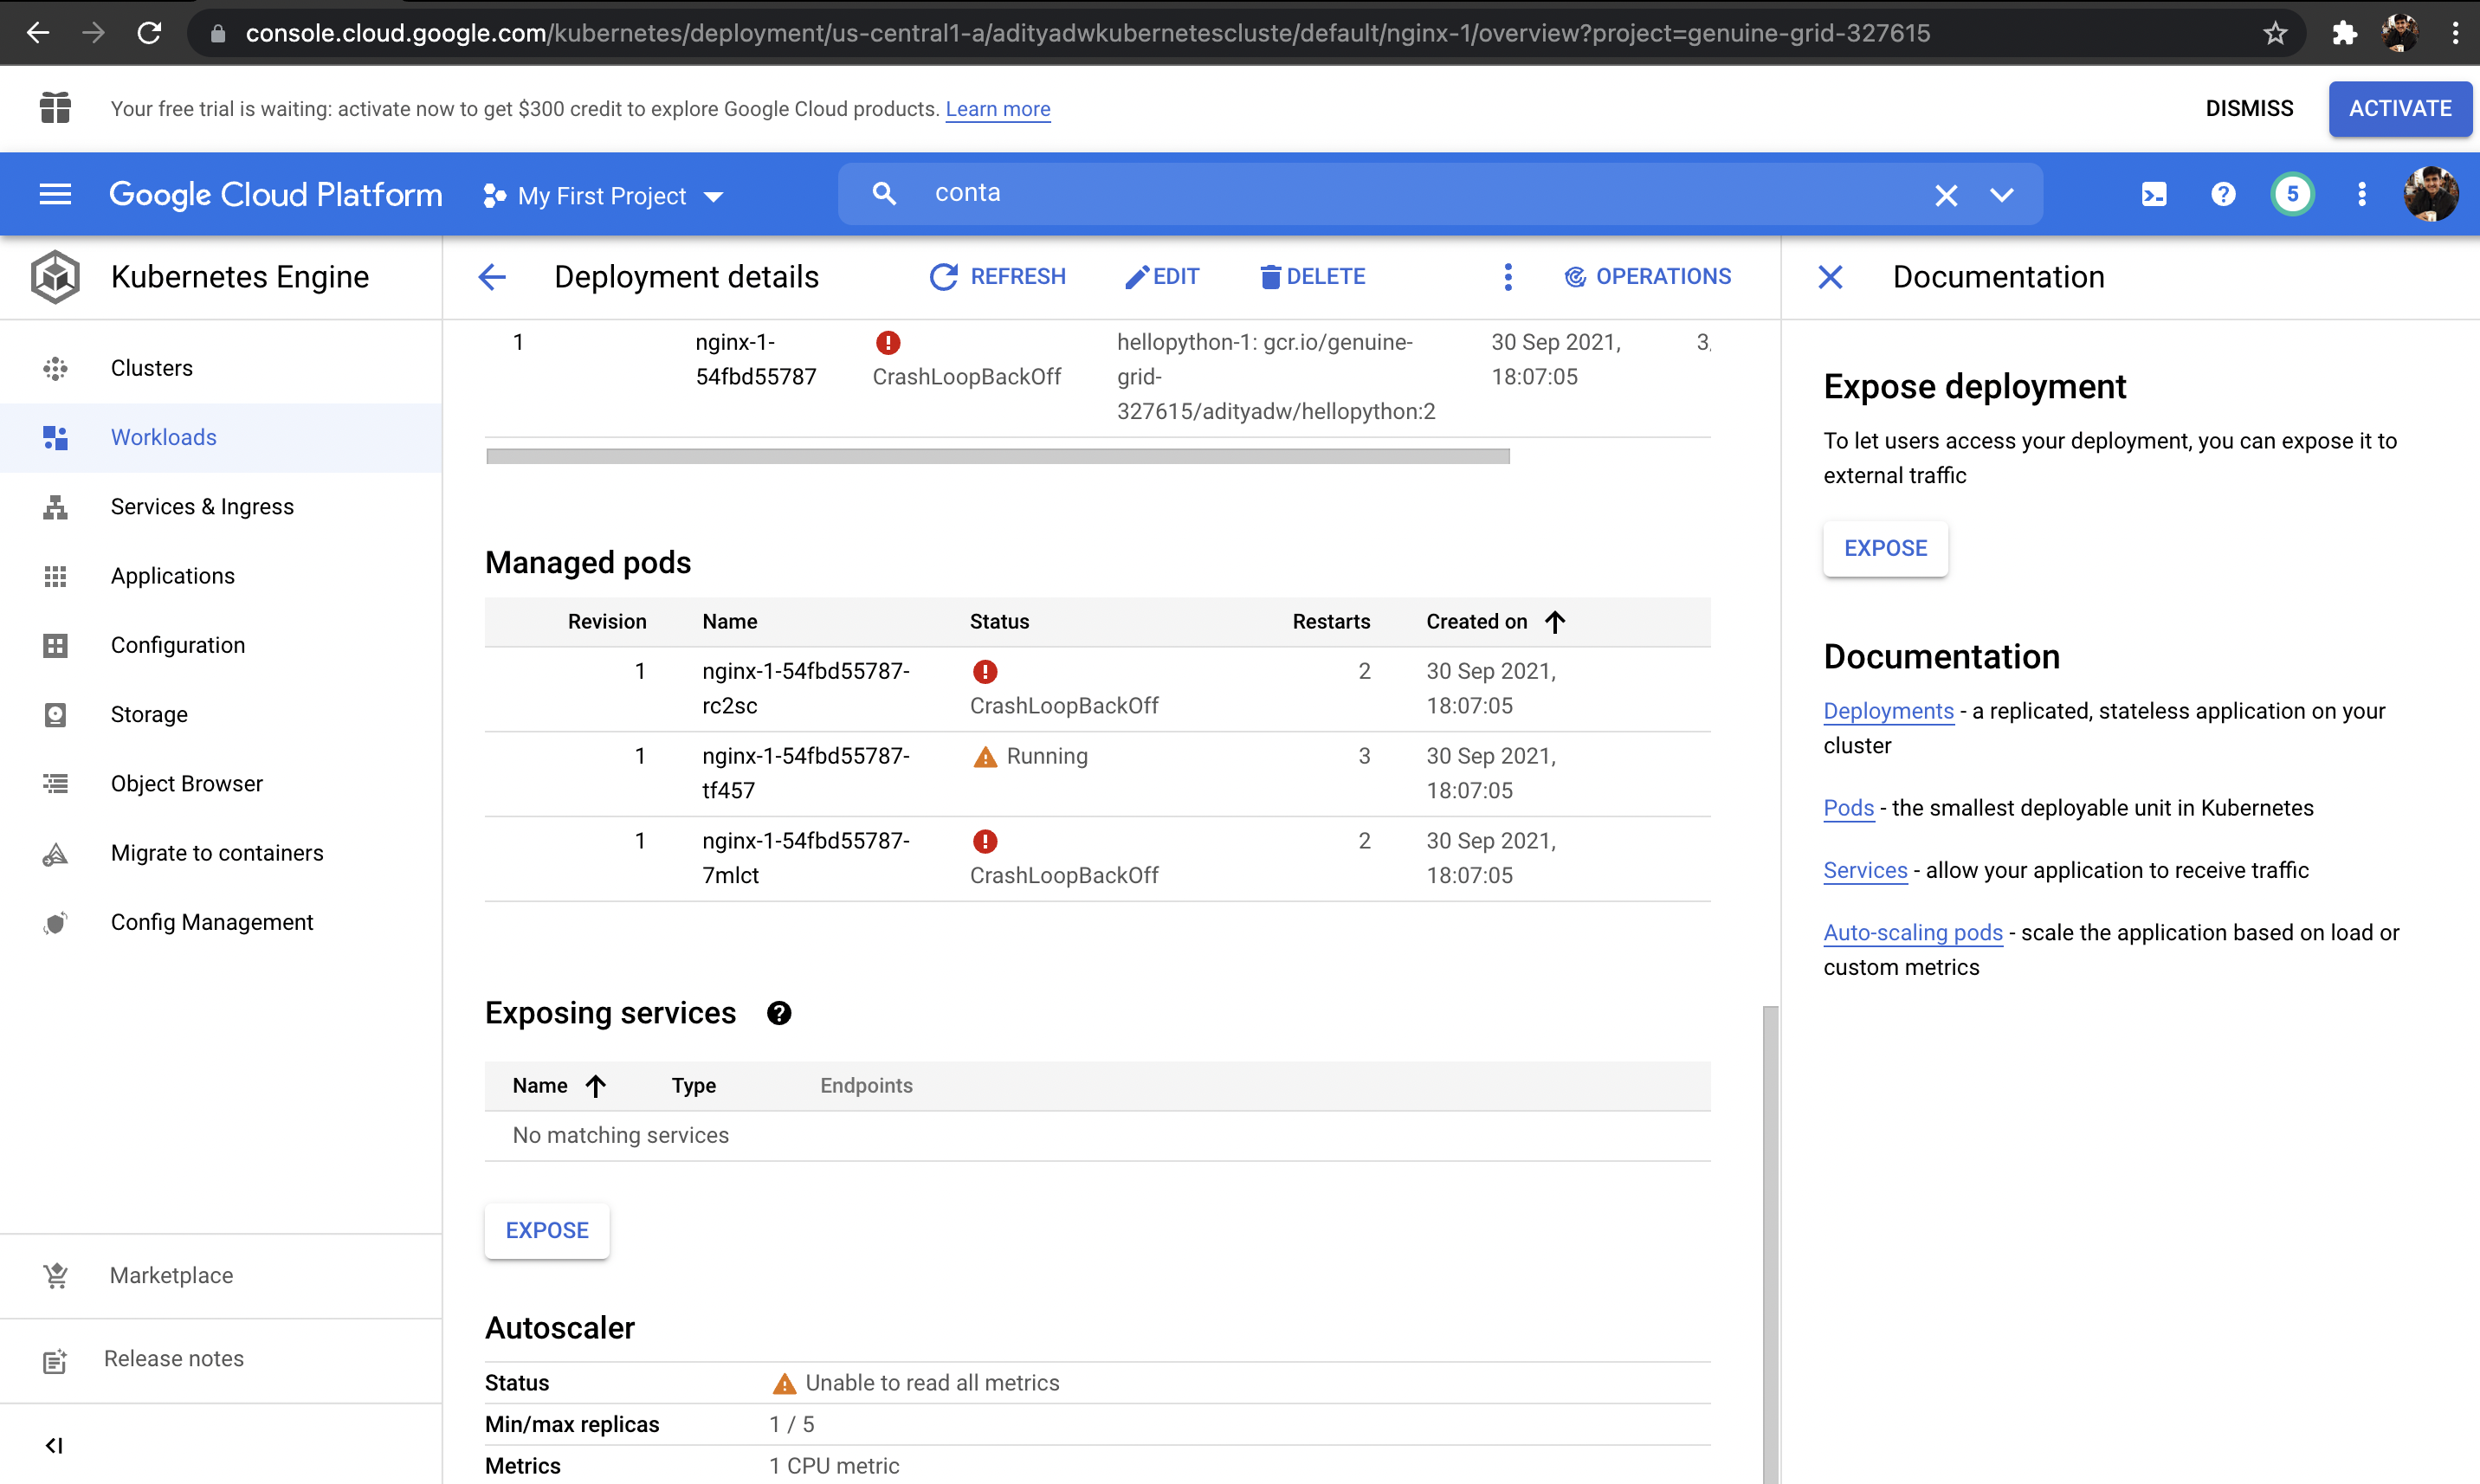 console.cloud.google.com/kubernetes/deployment/us-central1-a/adityadwkubernetescluste/default/nginx-1/overview?project=genuine-grid-327615
Your free trial is waiting: activate now to get $300 credit to explore Google Cloud products. Learn more
DISMISS
ACTIVATE
Google Cloud Platform
My First Project
conta
5
Kubernetes Engine
Clusters
Workloads
Services & Ingress
Applications
Configuration
Storage
Object Browser
Migrate to containers
Config Management
Marketplace
Release notes
Deployment details
REFRESH
EDIT
DELETE
OPERATIONS
1
nginx-1-
54fbd55787
CrashLoopBackOff
hellopython-1: gcr.io/genuine-
grid-
327615/adityadw/hellopython:2
30 Sep 2021,
18:07:05
3,
Managed pods
Revision Name Status Restarts Created on
1
nginx-1-54fbd55787-
rc2sc
CrashLoopBackOff
2
30 Sep 2021,
18:07:05
1
nginx-1-54fbd55787-
tf457
Running
3
30 Sep 2021,
18:07:05
1
nginx-1-54fbd55787-
7mlct
CrashLoopBackOff
2
30 Sep 2021,
18:07:05
Exposing services
Name Type Endpoints
No matching services
EXPOSE
Autoscaler
Status Unable to read all metrics
Min/max replicas 1 / 5
Metrics 1 CPU metric
Documentation
Expose deployment
To let users access your deployment, you can expose it to
external traffic
EXPOSE
Documentation
Deployments - a replicated, stateless application on your
cluster
Pods - the smallest deployable unit in Kubernetes
Services - allow your application to receive traffic
Auto-scaling pods - scale the application based on load or
custom metrics